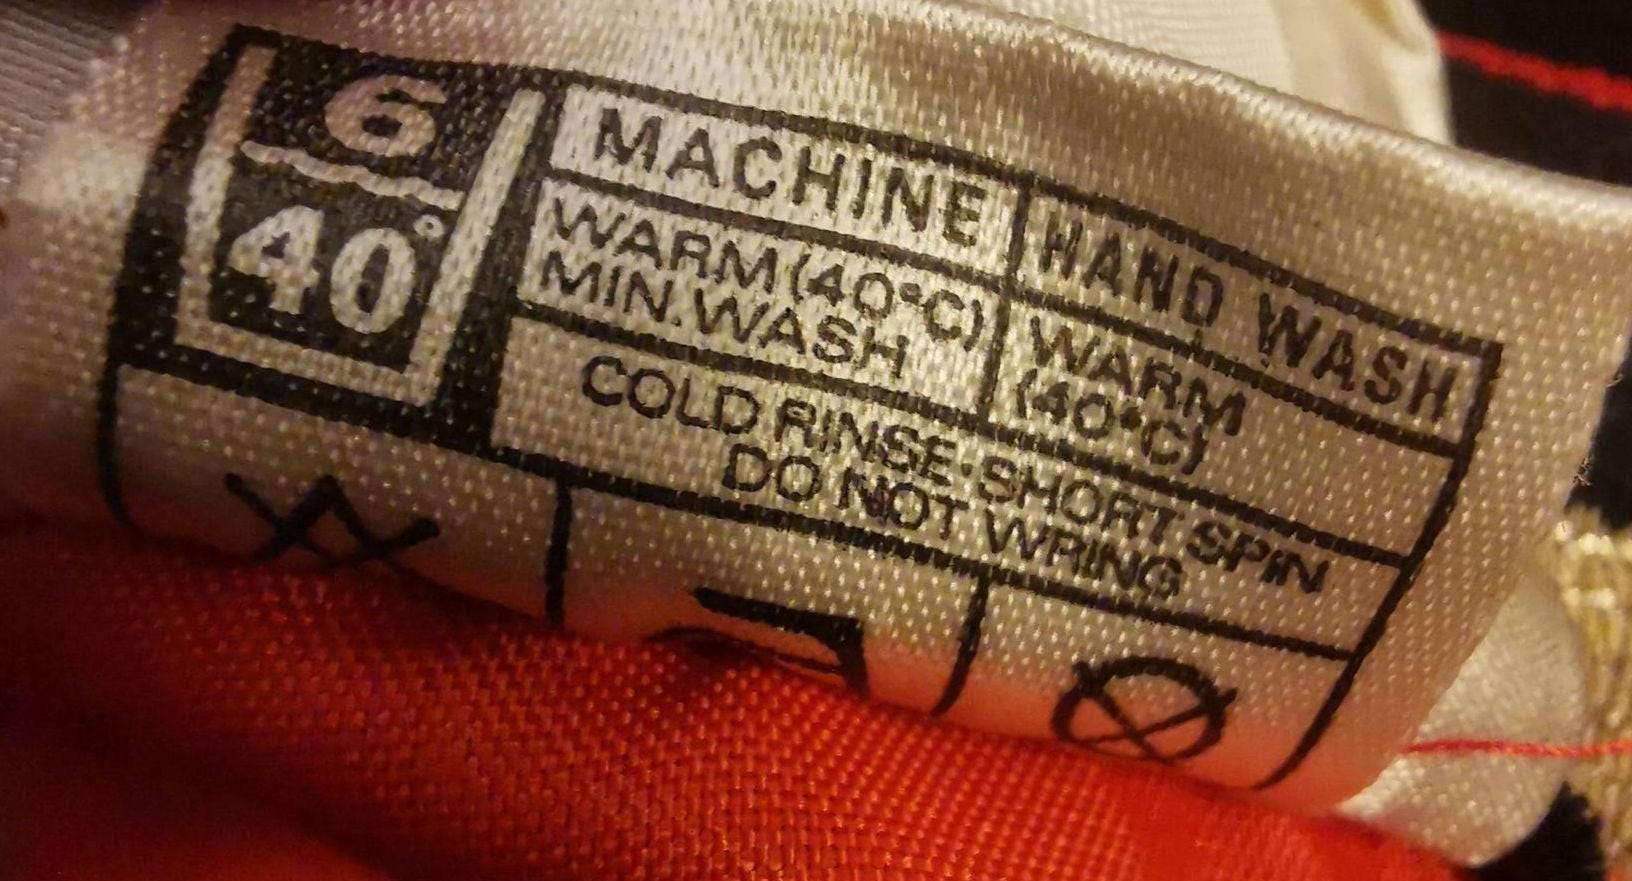 6
40°
MACHINE
HAND WASH
WARM (40°C)
MIN. WASH
WARM
(40°C)
COLD RINSE·SHORT SPIN
DO NOT WRING